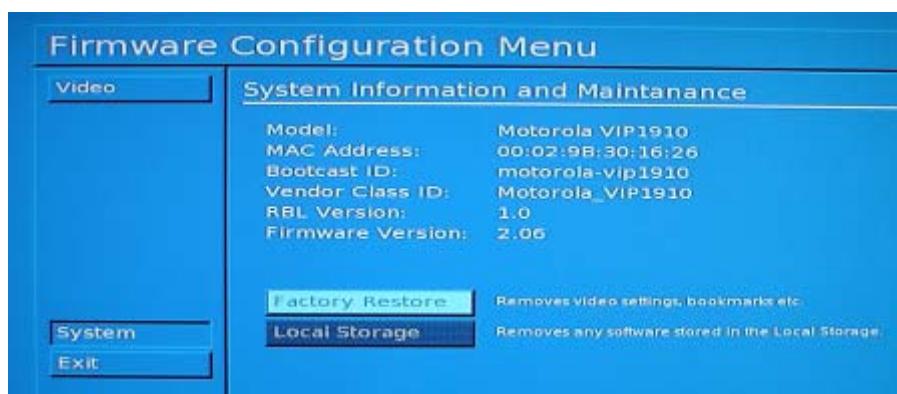 Firmware Configuration Menu
Video
System Information and Maintanance
Model: Motorola VIP1910
MAC Address: 00:02:9B:30:16:26
Bootcast ID: motorola-vip1910
Vendor Class ID: Motorola_VIP1910
RBL Version: 1.0
Firmware Version: 2.06
Factory Restore Removes video settings, bookmarks etc.
Local Storage Removes any software stored in the Local Storage.
System
Exit